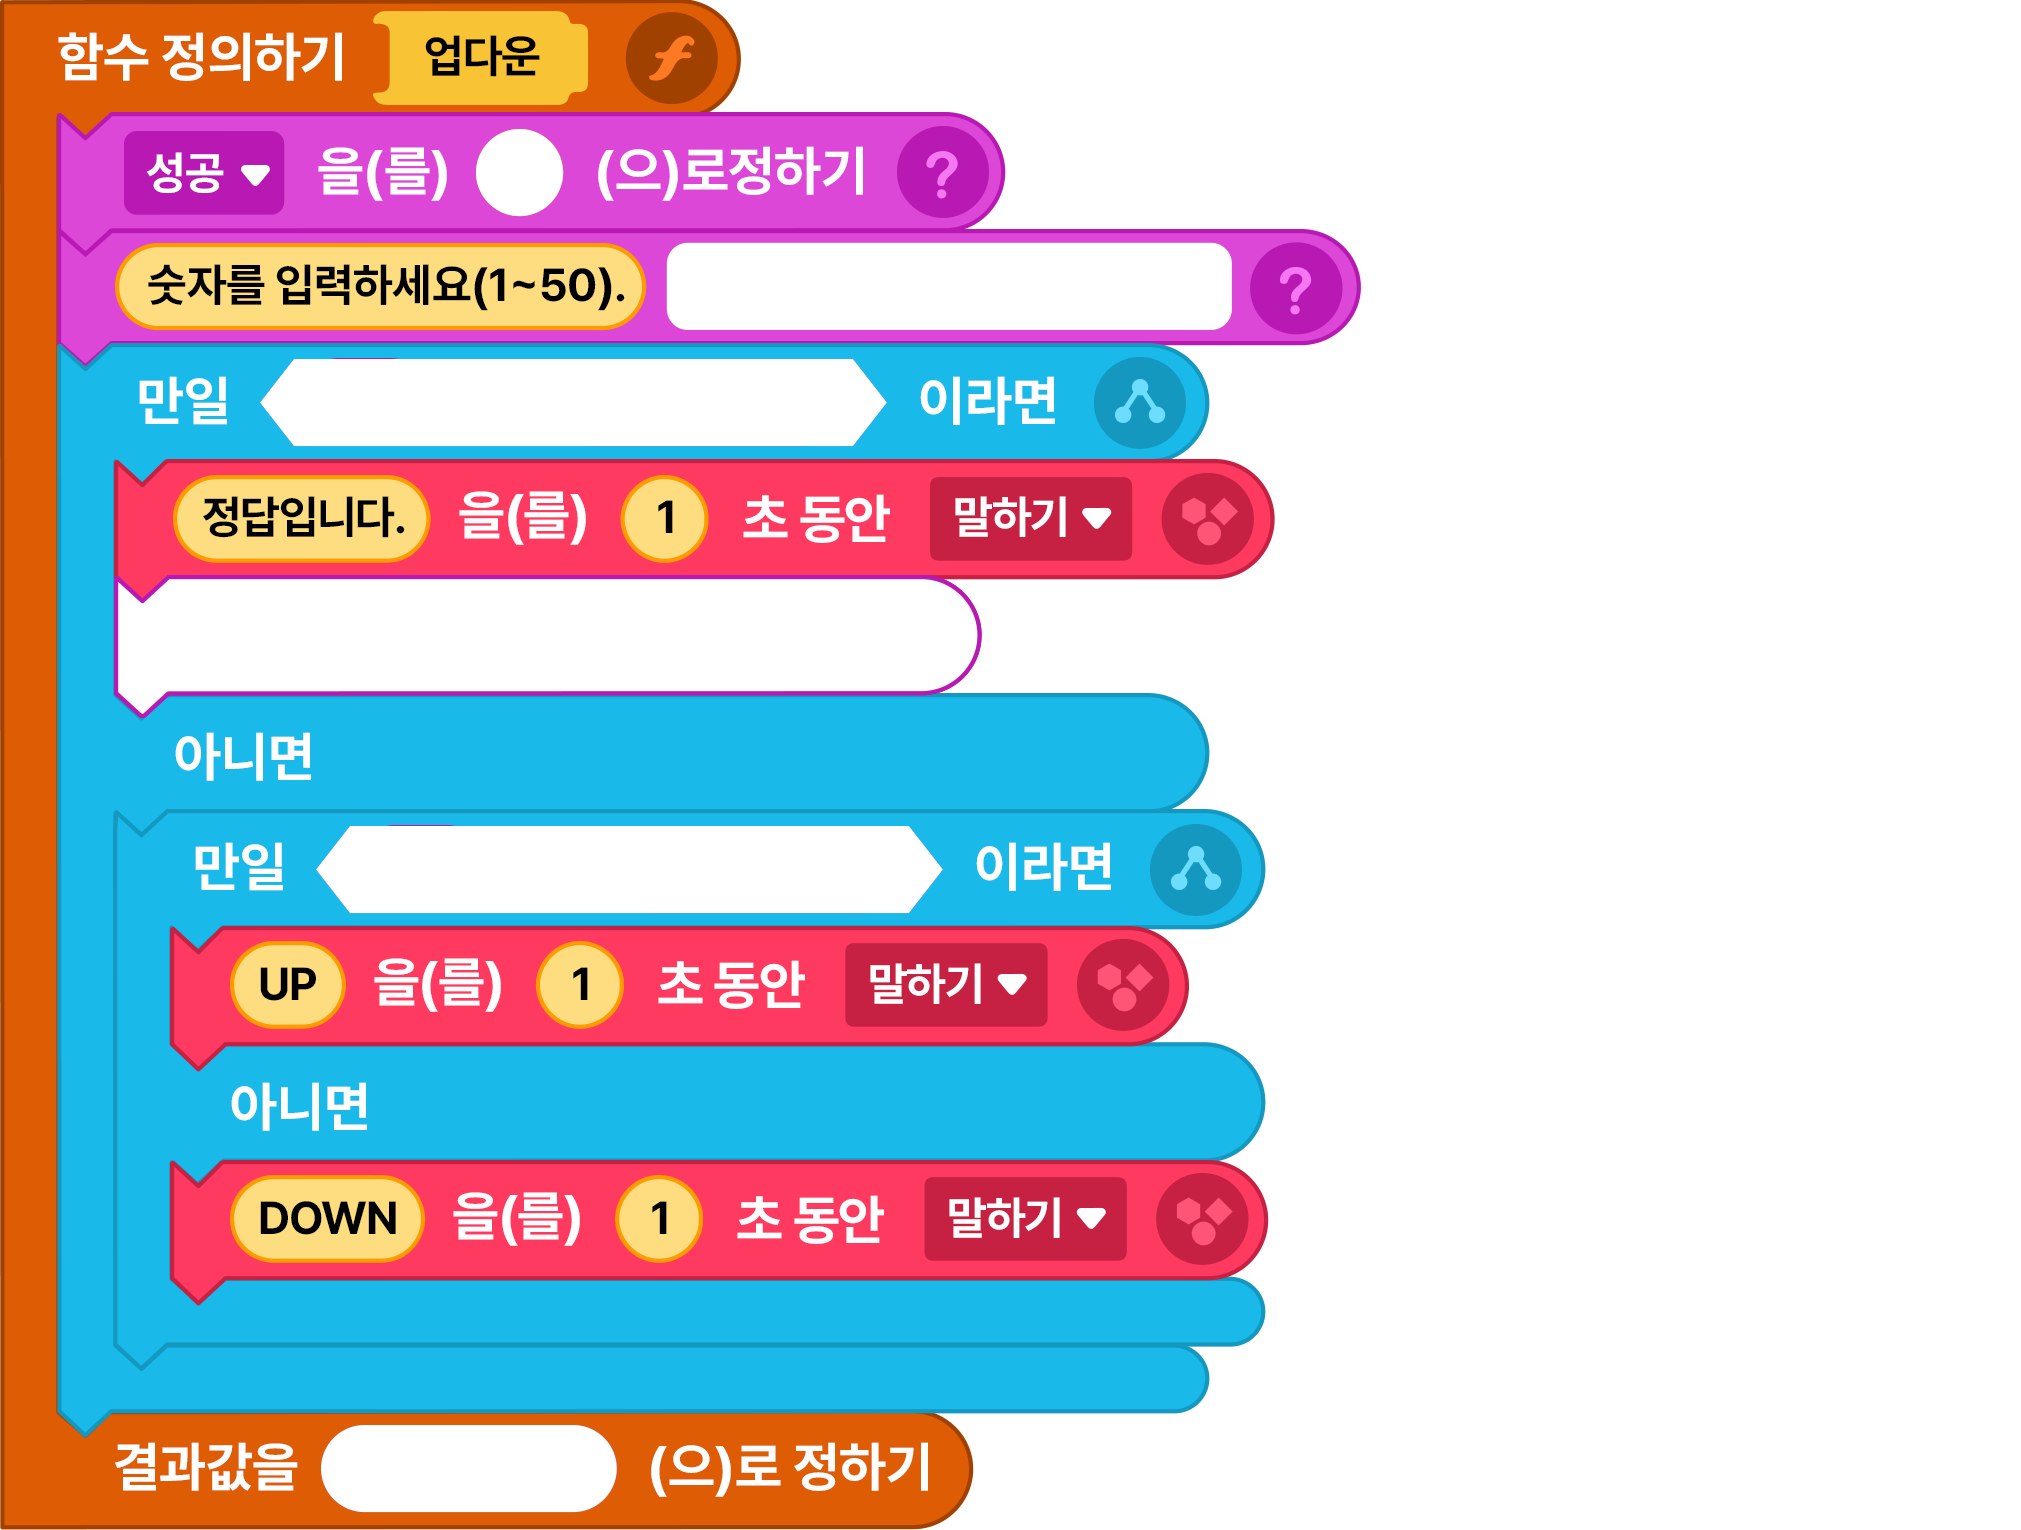 함수 정의하기 업다운
성공 을(를) (으)로정하기 ?
숫자를 입력하세요(1~50). ?
만일 이라면
정답입니다. 을(를) 1 초 동안 말하기
아니면
만일 이라면
UP 을(를) 1 초 동안 말하기
아니면
DOWN 을(를) 1 초 동안 말하기
결과값을 (으)로 정하기